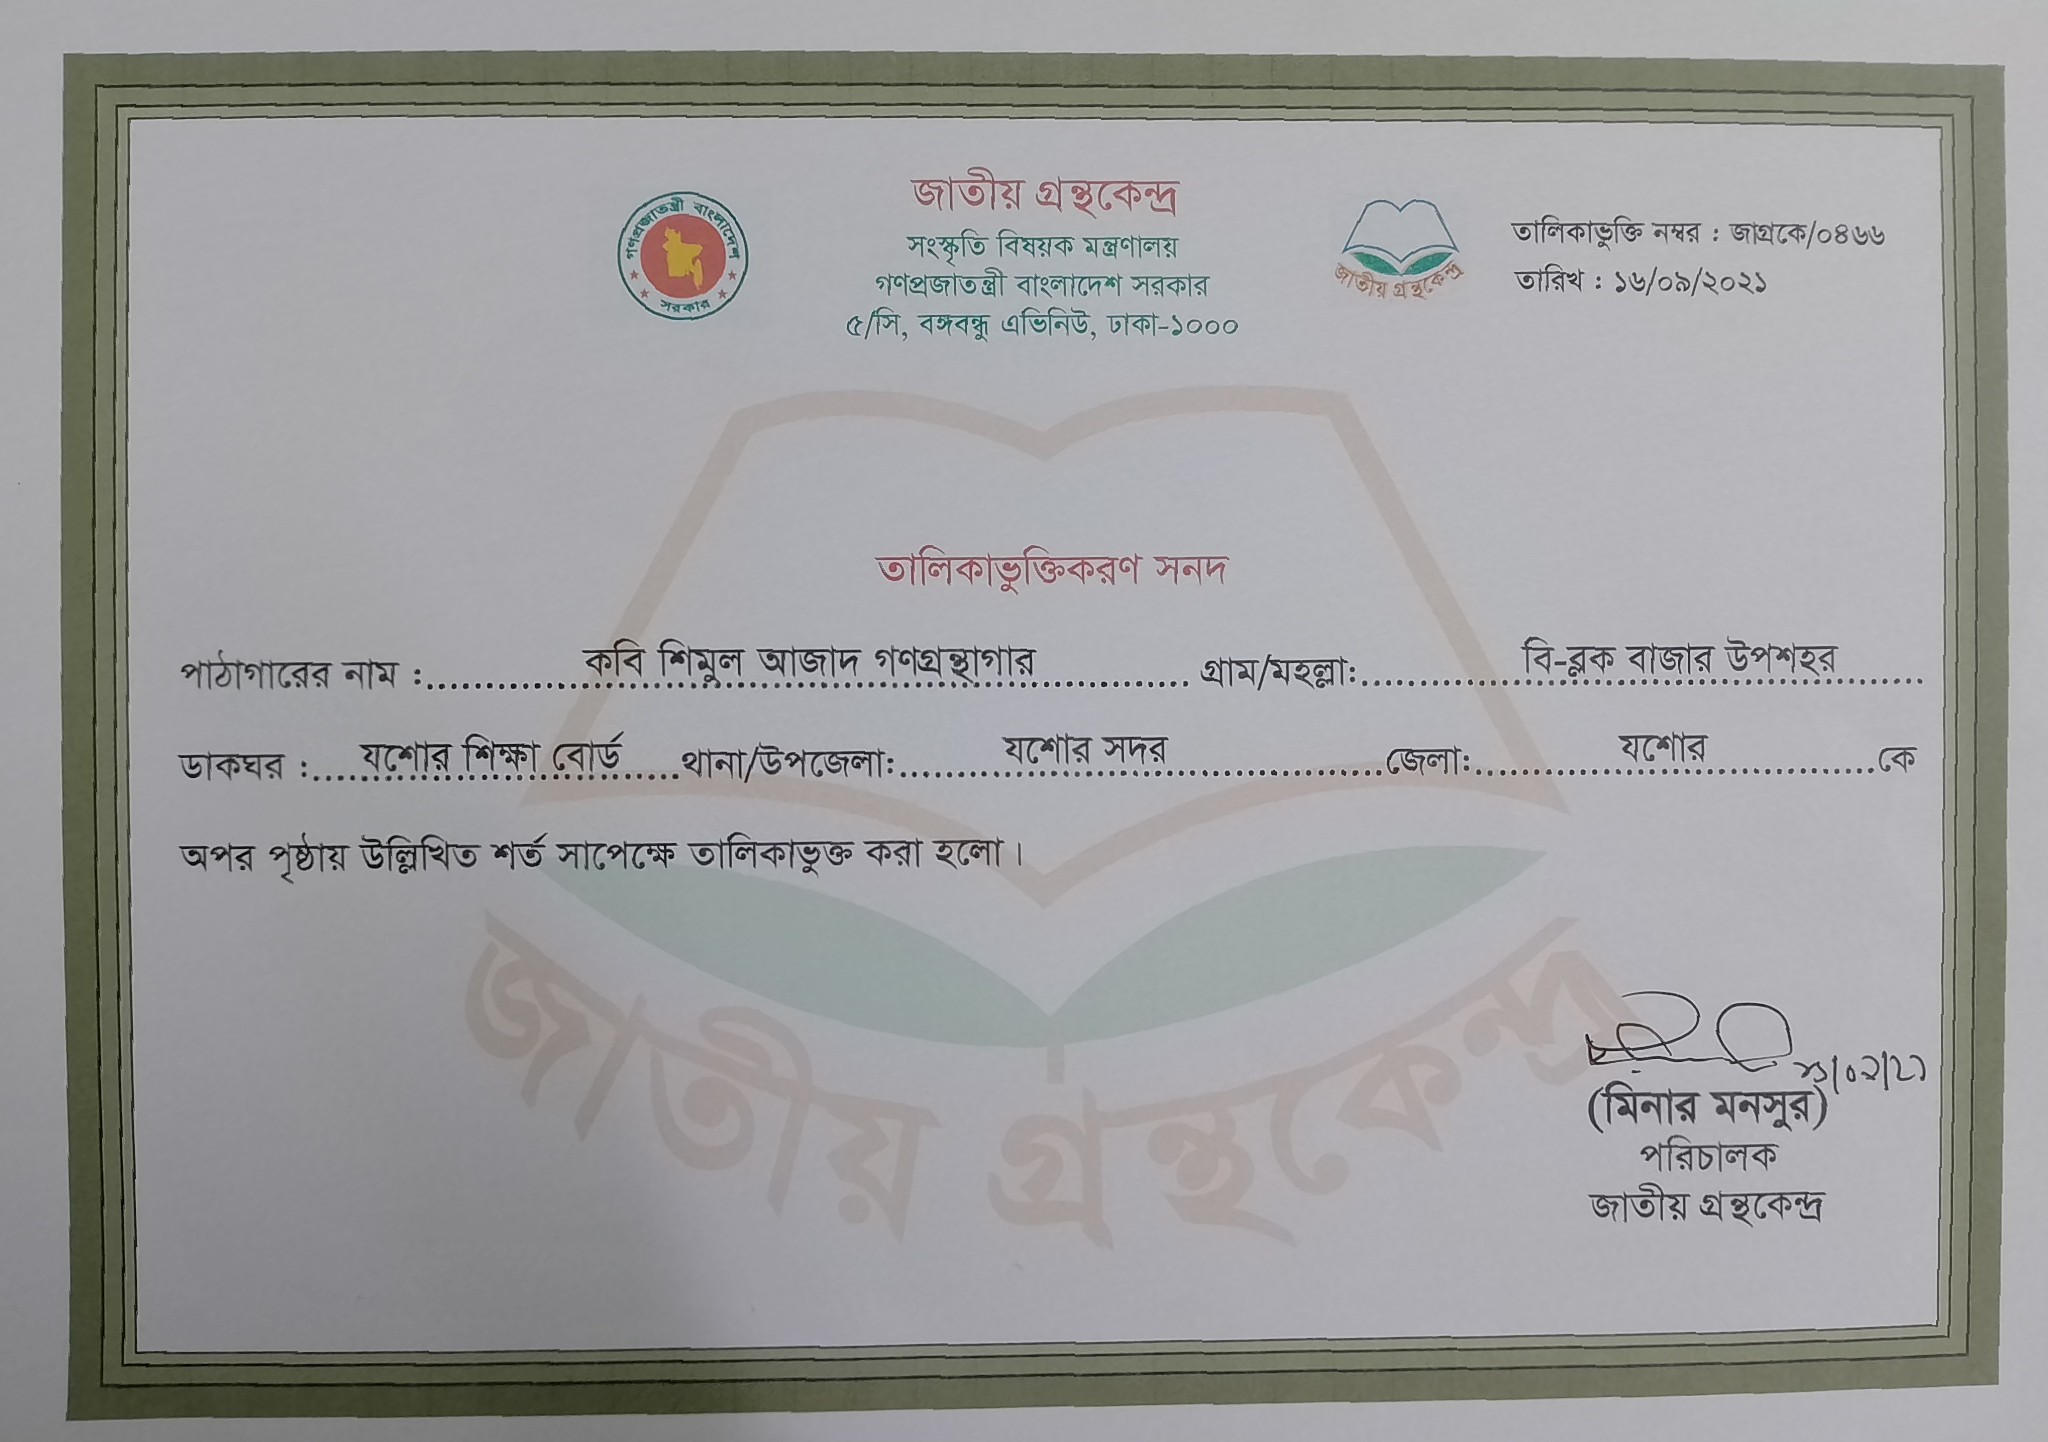 জাতীয় গ্রন্থকেন্দ্র
সংস্কৃতি বিষয়ক মন্ত্রণালয়
গণপ্রজাতন্ত্রী বাংলাদেশ সরকার
৫/সি, বঙ্গবন্ধু এভিনিউ, ঢাকা-১০০০
গণপ্রজাতন্ত্রী বাংলাদেশ
সরকার
জাতীয় গ্রন্থকেন্দ্র
তালিকাভুক্তি নম্বর : জাগ্রকে/০৪৬৬
তারিখ : ১৬/০৯/২০২১
তালিকাভুক্তিকরণ সনদ
পাঠাগারের নাম : কবি শিমুল আজাদ গণগ্রন্থাগার গ্রাম/মহল্লা: বি-ব্লক বাজার উপশহর
ডাকঘর : যশোর শিক্ষা বোর্ড থানা/উপজেলা: যশোর সদর জেলা: যশোর কে
অপর পৃষ্ঠায় উল্লিখিত শর্ত সাপেক্ষে তালিকাভুক্ত করা হলো।
জাতীয় গ্রন্থকেন্দ্র
(মিনার মনসুর)
পরিচালক
জাতীয় গ্রন্থকেন্দ্র